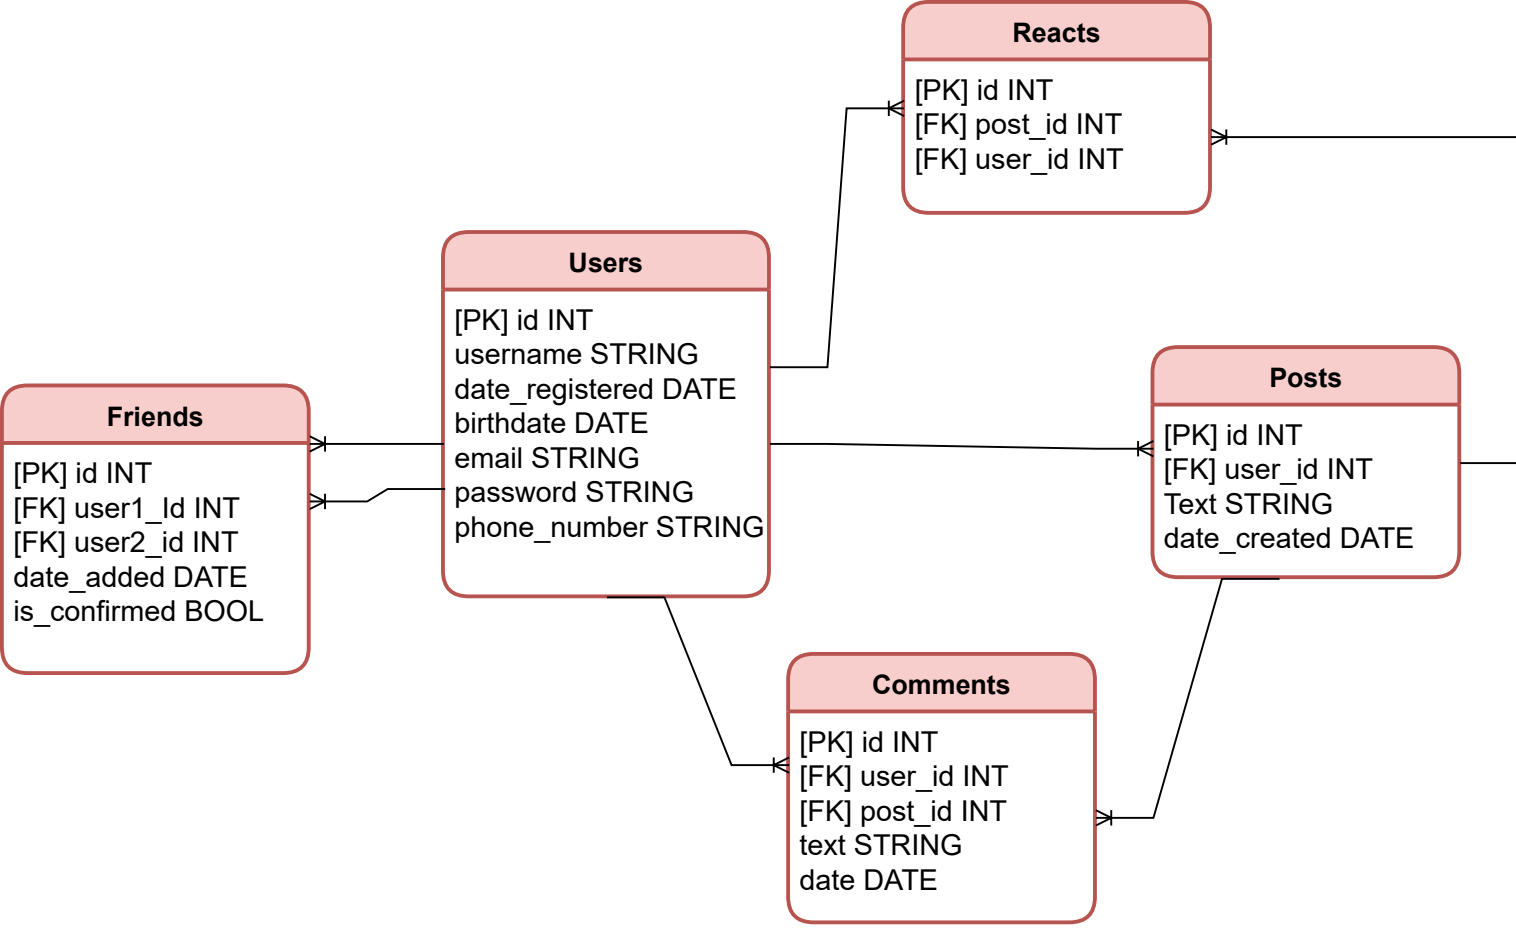 Reacts
[PK] id INT
[FK] post_id INT
[FK] user_id INT
Users
[PK] id INT
username STRING
date_registered DATE
birthdate DATE
email STRING
password STRING
phone_number STRING
Posts
[PK] id INT
[FK] user_id INT
Text STRING
date_created DATE
Friends
[PK] id INT
[FK] user1_Id INT
[FK] user2_id INT
date_added DATE
is_confirmed BOOL
Comments
[PK] id INT
[FK] user_id INT
[FK] post_id INT
text STRING
date DATE